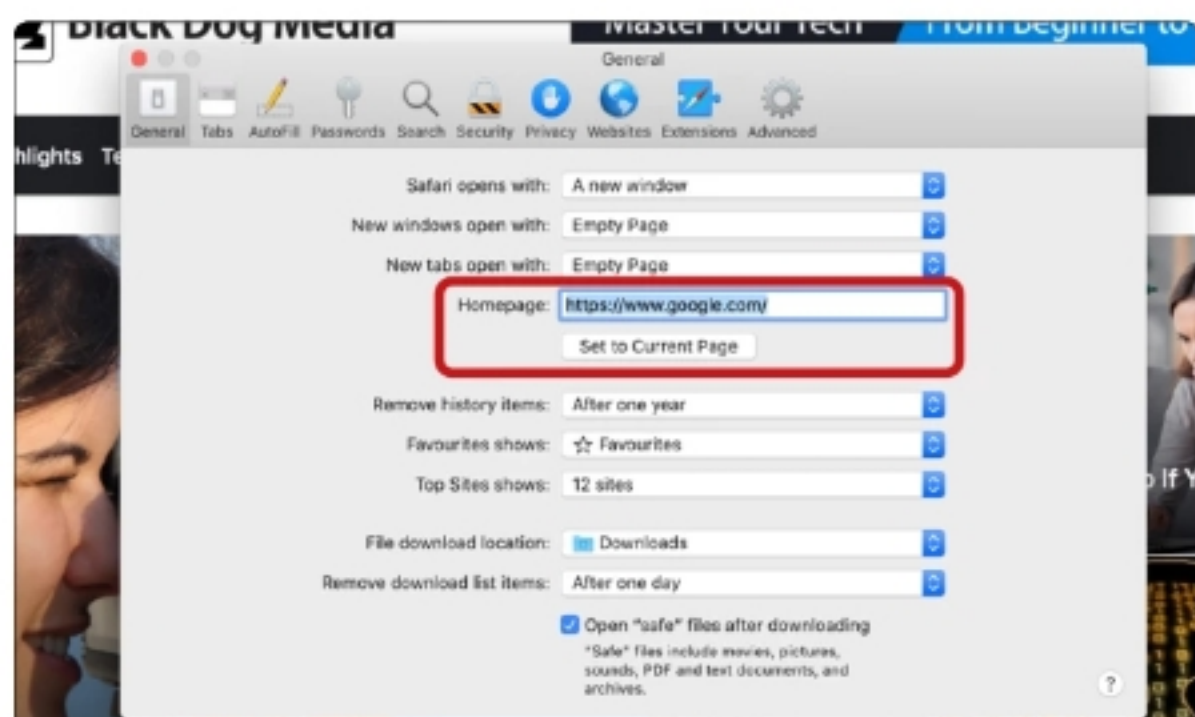 Black Dog Media
Master Your Tech
From Beginner to
General
General Tabs AutoFill Passwords Search Security Privacy Websites Extensions Advanced
hlights Te
Safari opens with: A new window
New windows open with: Empty Page
New tabs open with: Empty Page
Homepage: https://www.google.com/
Set to Current Page
Remove history items: After one year
Favourites shows: ☆ Favourites
Top Sites shows: 12 sites
o If Y
File download location: Downloads
Remove download list items: After one day
Open "safe" files after downloading
"Safe" files include movies, pictures,
sounds, PDF and text documents, and
archives.
?